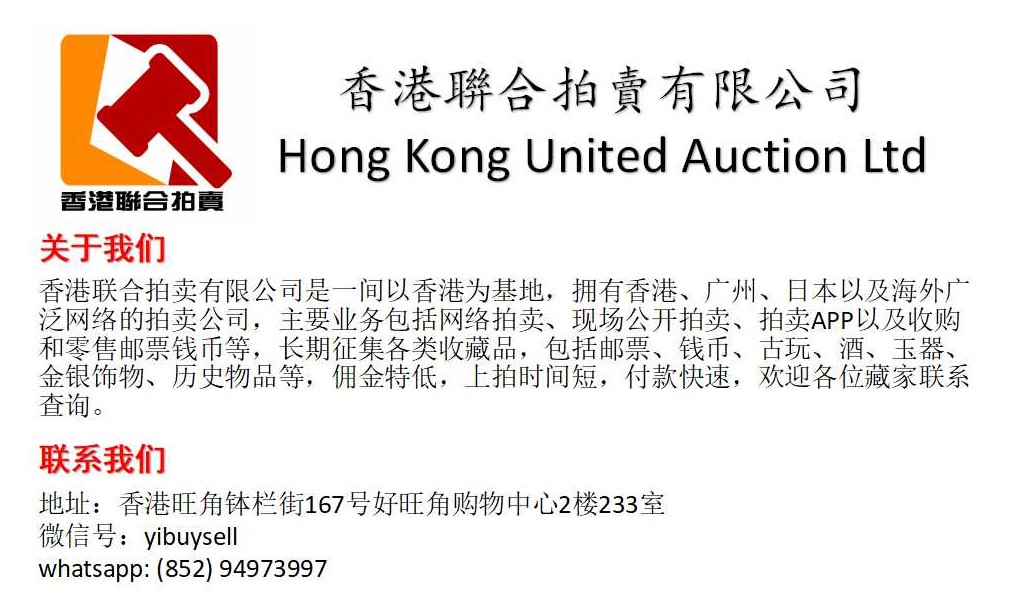 香港聯合拍賣有限公司
Hong Kong United Auction Ltd
香港聯合拍賣
关于我们
香港联合拍卖有限公司是一间以香港为基地，拥有香港、广州、日本以及海外广
泛网络的拍卖公司，主要业务包括网络拍卖、现场公开拍卖、拍卖APP以及收购
和零售邮票钱币等，长期征集各类收藏品，包括邮票、钱币、古玩、酒、玉器、
金银饰物、历史物品等，佣金特低，上拍时间短，付款快速，欢迎各位藏家联系
查询。
联系我们
地址：香港旺角钵栏街167号好旺角购物中心2楼233室
微信号：yibuysell
whatsapp: (852) 94973997